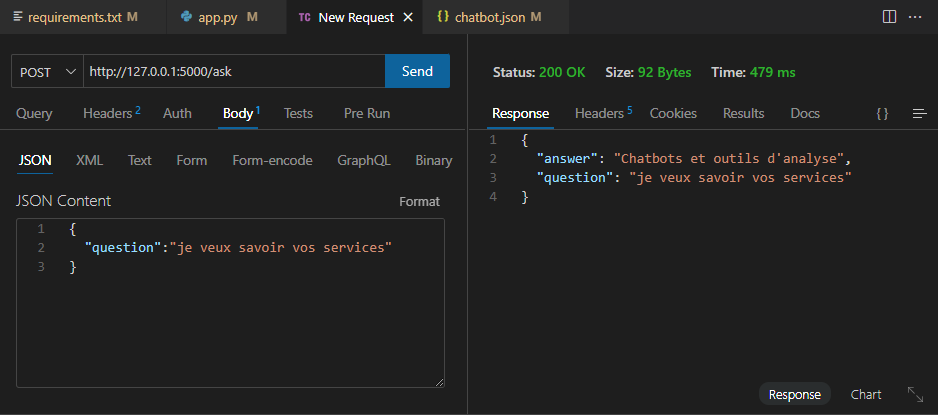 requirements.txt M app.py M TC New Request × {} chatbot.json M ...
POST http://127.0.0.1:5000/ask Send
Query Headers 2 Auth Body 1 Tests Pre Run
JSON XML Text Form Form-encode GraphQL Binary
JSON Content Format
1 {
2 "question":"je veux savoir vos services"
3 }
Status: 200 OK Size: 92 Bytes Time: 479 ms
Response Headers 5 Cookies Results Docs {}
1 {
2 "answer": "Chatbots et outils d'analyse",
3 "question": "je veux savoir vos services"
4 }
Response Chart